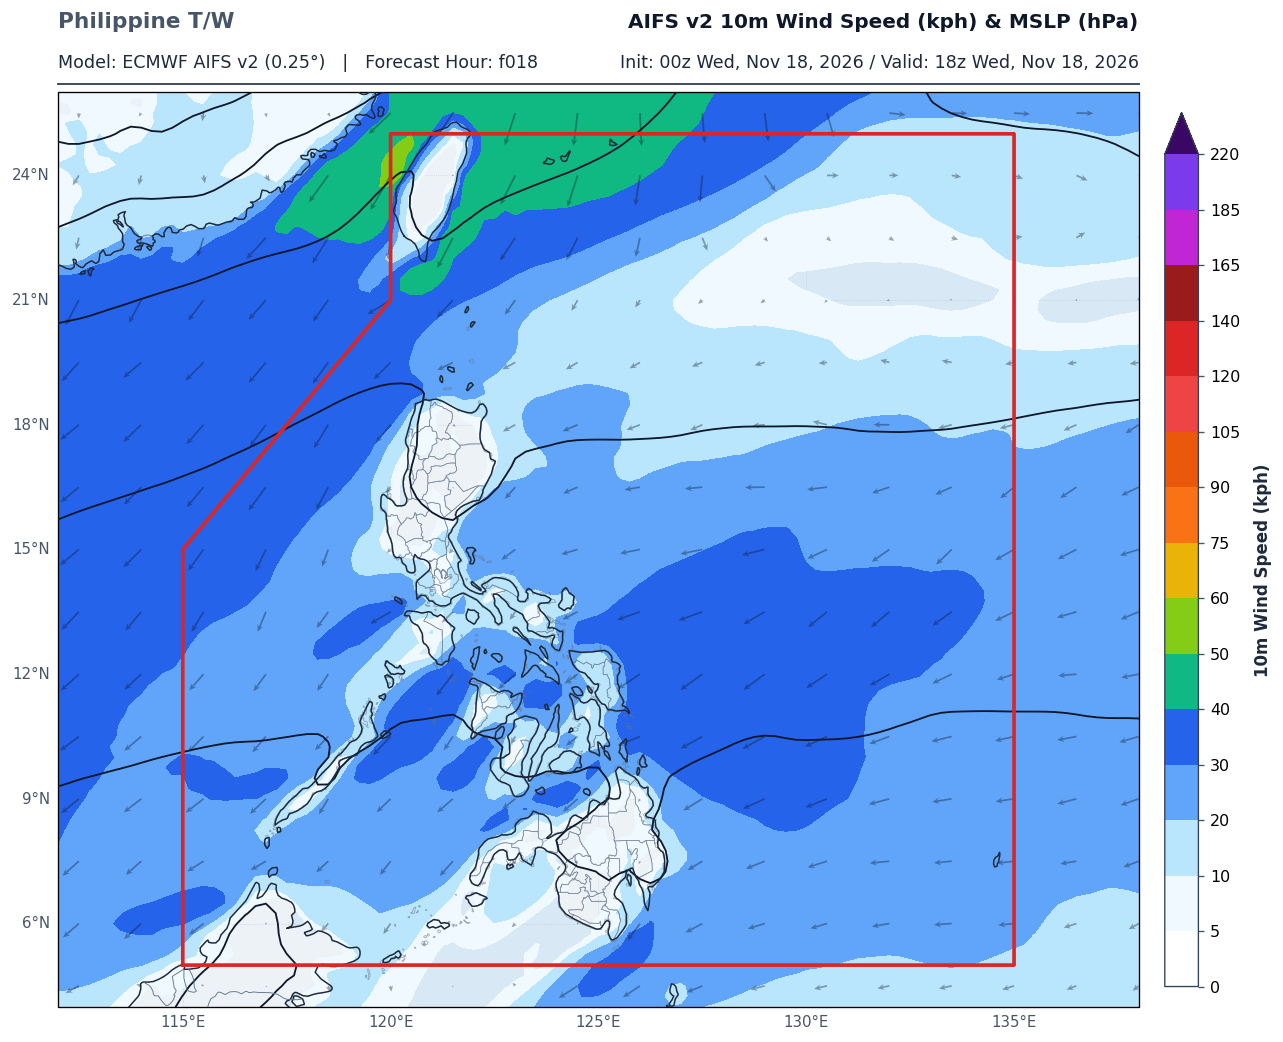 Philippine T/W
AIFS v2 10m Wind Speed (kph) & MSLP (hPa)
Model: ECMWF AIFS v2 (0.25°) | Forecast Hour: f018
Init: 00z Wed, Nov 18, 2026 / Valid: 18z Wed, Nov 18, 2026
24°N
21°N
18°N
15°N
12°N
9°N
6°N
115°E
120°E
125°E
130°E
135°E
220
185
165
140
120
105
90
75
60
50
40
30
20
10
5
0
10m Wind Speed (kph)